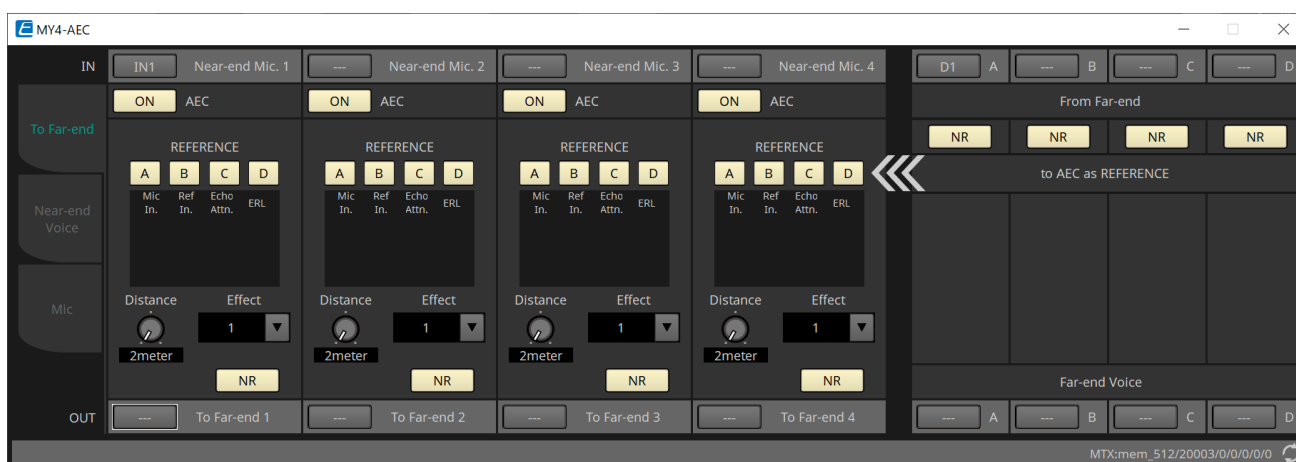 MY4-AEC
IN IN1 Near-end Mic. 1 --- Near-end Mic. 2 --- Near-end Mic. 3 --- Near-end Mic. 4 D1 A --- B --- C --- D
ON AEC ON AEC ON AEC ON AEC From Far-end
To Far-end
NR NR NR NR
REFERENCE REFERENCE REFERENCE REFERENCE
A B C D A B C D A B C D A B C D to AEC as REFERENCE
Mic Ref Echo Mic Ref Echo Mic Ref Echo Mic Ref Echo
In. In. Attn. ERL In. In. Attn. ERL In. In. Attn. ERL In. In. Attn. ERL
Near-end
Voice
Distance Effect Distance Effect Distance Effect Distance Effect
Mic
1 1 1 1
2meter 2meter 2meter 2meter
NR NR NR NR Far-end Voice
OUT --- To Far-end 1 --- To Far-end 2 --- To Far-end 3 --- To Far-end 4 --- A --- B --- C --- D
MTX:mem_512/20003/0/0/0/0/0